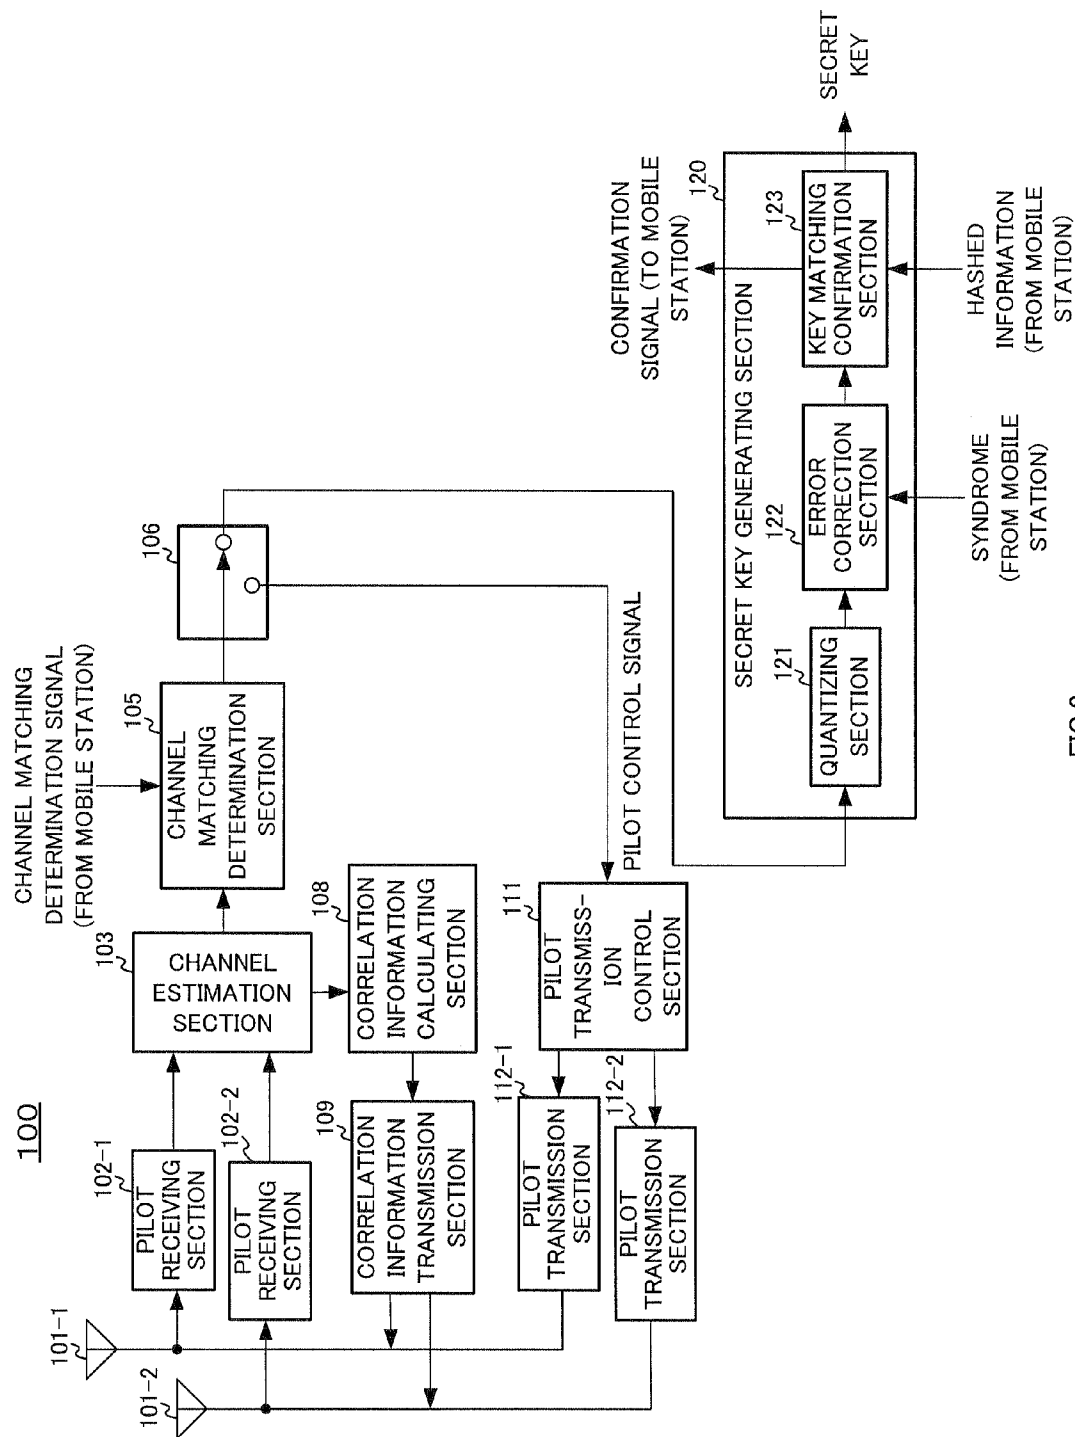 100
101-1
101-2
102-1
PILOT
RECEIVING
SECTION
102-2
PILOT
RECEIVING
SECTION
103
CHANNEL
ESTIMATION
SECTION
CHANNEL MATCHING
DETERMINATION SIGNAL
(FROM MOBILE STATION)
105
CHANNEL
MATCHING
DETERMINATION
SECTION
106
108
CORRELATION
INFORMATION
CALCULATING
SECTION
109
CORRELATION
INFORMATION
TRANSMISSION
SECTION
111
PILOT
TRANSMISS-
ION
CONTROL
SECTION
PILOT CONTROL SIGNAL
112-1
PILOT
TRANSMISSION
SECTION
112-2
PILOT
TRANSMISSION
SECTION
CONFIRMATION
SIGNAL (TO MOBILE
STATION)
120
SECRET KEY GENERATING SECTION
121
QUANTIZING
SECTION
122
ERROR
CORRECTION
SECTION
123
KEY MATCHING
CONFIRMATION
SECTION
SECRET
KEY
SYNDROME
(FROM MOBILE
STATION)
HASHED
INFORMATION
(FROM MOBILE
STATION)